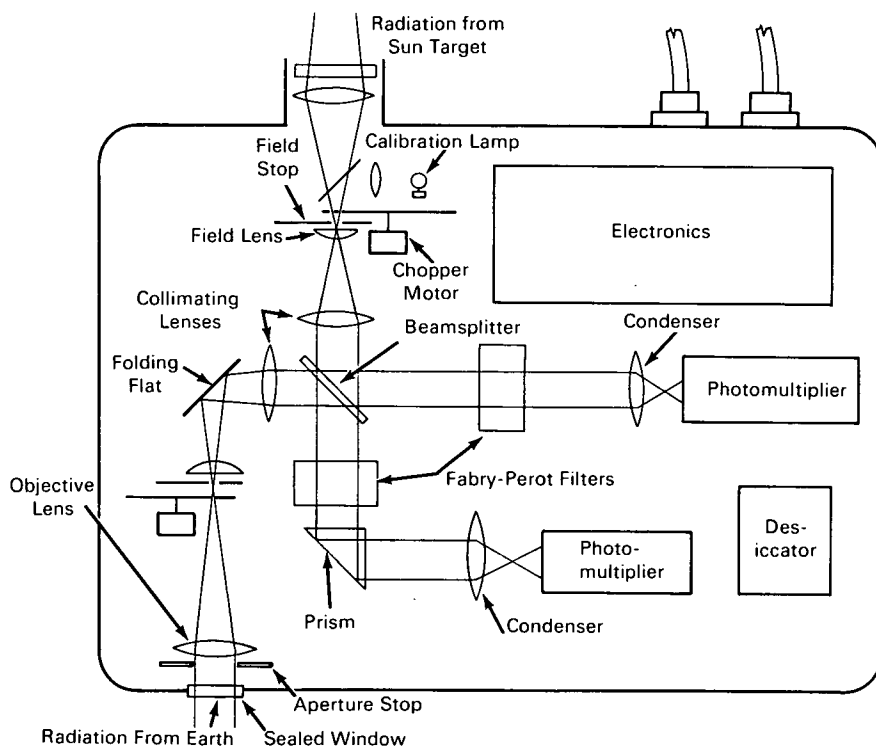 Radiation from
Sun Target
Calibration Lamp
Field
Stop
Field Lens
Electronics
Chopper
Motor
Collimating
Lenses
Beamsplitter
Condenser
Folding
Flat
Photomultiplier
Objective
Lens
Fabry-Perot Filters
Photo-
multiplier
Des-
iccator
Prism
Condenser
Aperture Stop
Radiation From Earth
Sealed Window